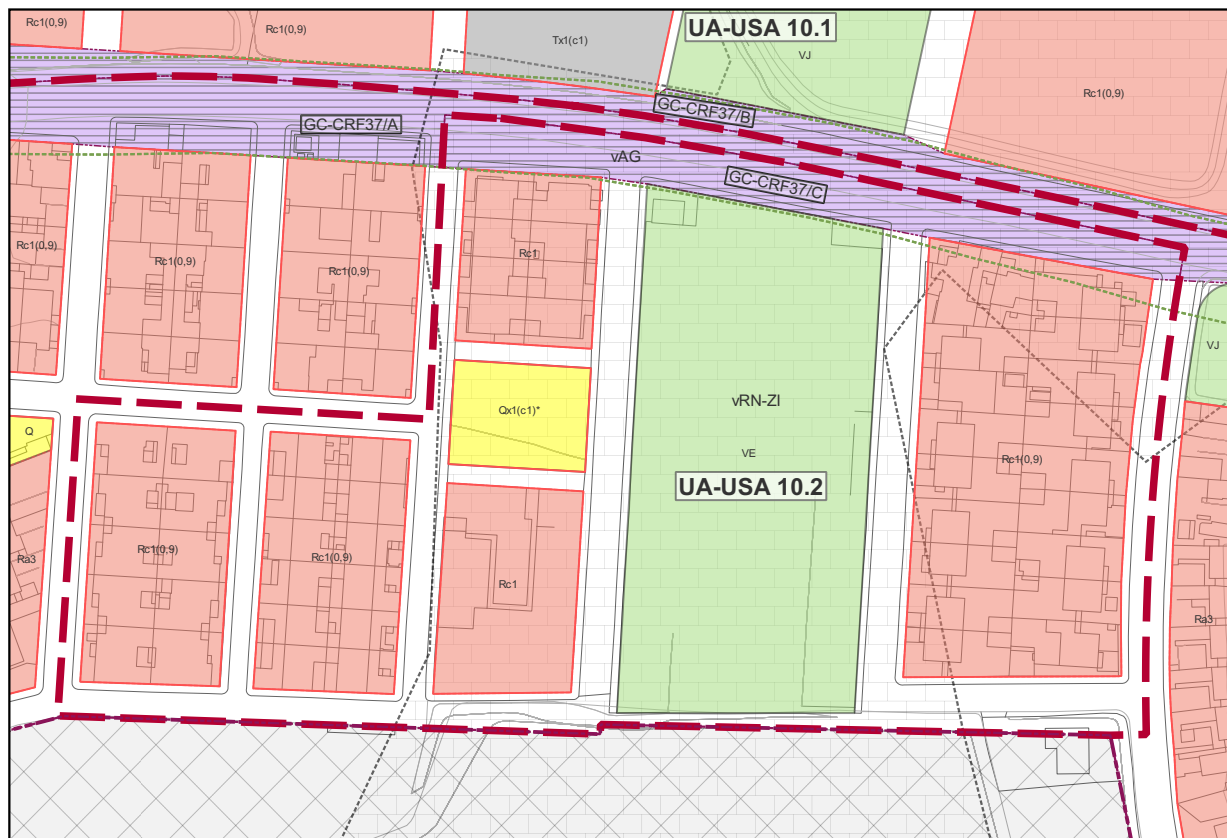 Rc1(0,9)
Rc1(0,9)
Tx1(c1)
UA-USA 10.1
VJ
Rc1(0,9)
GC-CRF37/B
GC-CRF37/A
vAG
GC-CRF37/C
Rc1(0,9)
Rc1(0,9)
Rc1(0,9)
Rc1
VJ
Qx1(c1)*
vRN-ZI
Q
VE
Rc1(0,9)
UA-USA 10.2
Ra3
Rc1(0,9)
Rc1(0,9)
Rc1
Ra3